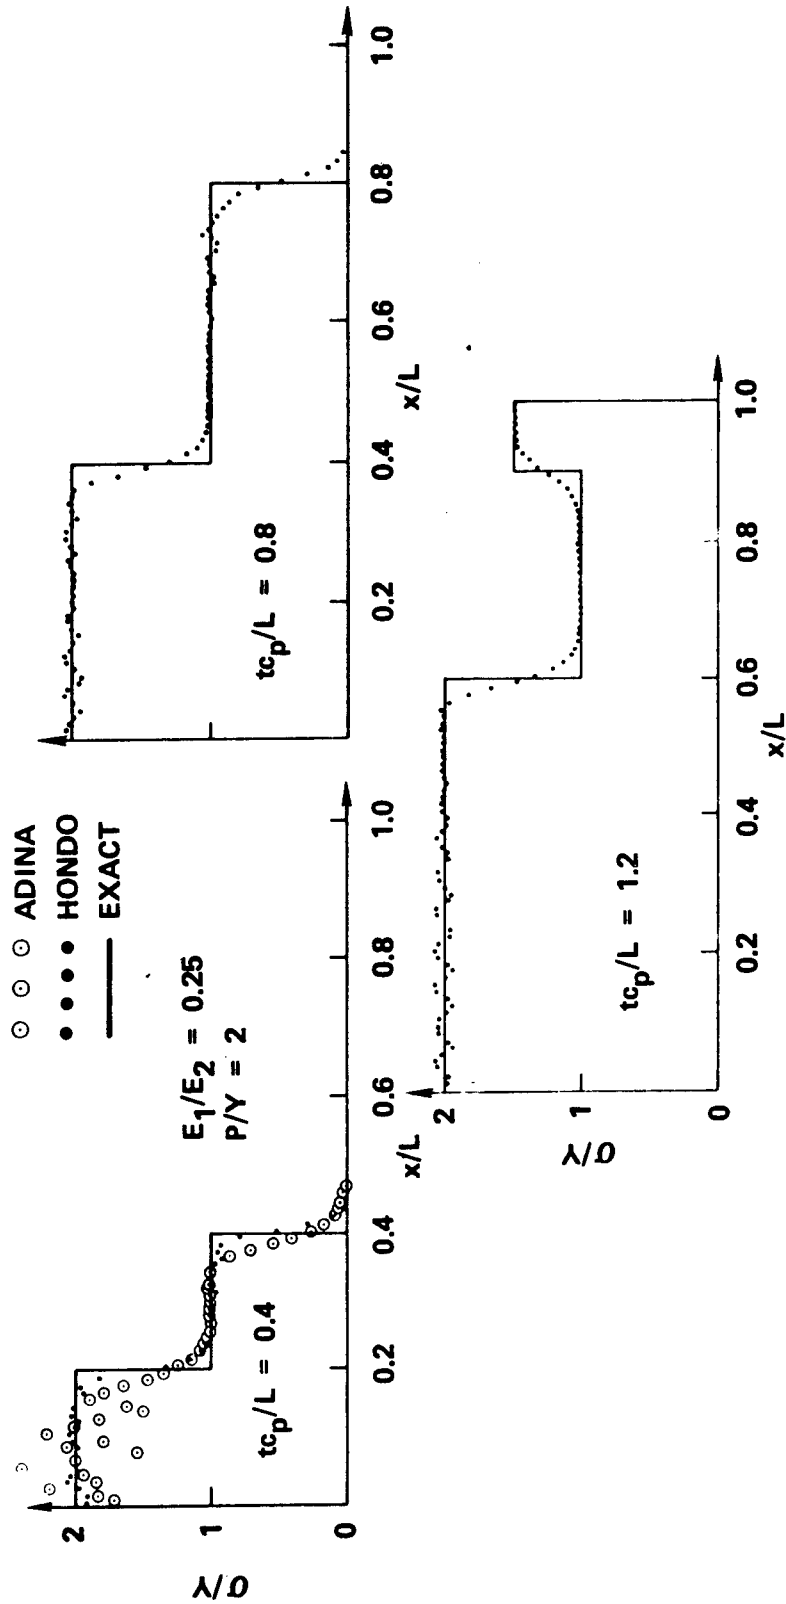 ⊙ ⊙ ⊙ ADINA
• • • HONDO
—— EXACT
E1/E2 = 0.25
P/Y = 2
σ/Y
2
1
0
tcp/L = 0.4
0.2
0.4
0.6
0.8
1.0
x/L
tcp/L = 0.8
0.2
0.4
0.6
0.8
1.0
x/L
σ/Y
2
1
0
tcp/L = 1.2
0.2
0.4
0.6
0.8
1.0
x/L